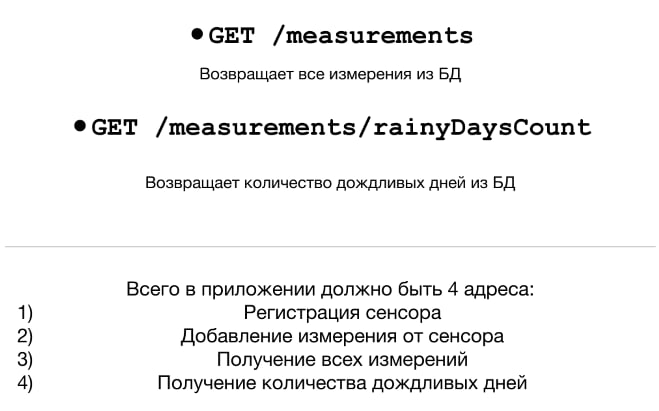 •GET /measurements
Возвращает все измерения из БД
•GET /measurements/rainyDaysCount
Возвращает количество дождливых дней из БД
Всего в приложении должно быть 4 адреса:
1) Регистрация сенсора
2) Добавление измерения от сенсора
3) Получение всех измерений
4) Получение количества дождливых дней